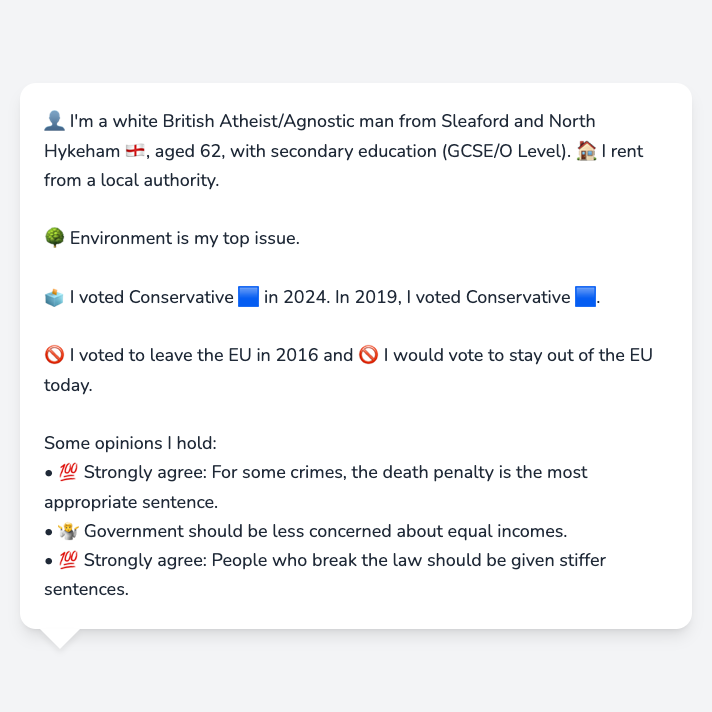 👤 I'm a white British Atheist/Agnostic man from Sleaford and North
Hykeham 🏴󠁧󠁢󠁥󠁮󠁧󠁿, aged 62, with secondary education (GCSE/O Level). 🏠 I rent
from a local authority.
🌳 Environment is my top issue.
🗳️ I voted Conservative 🟦 in 2024. In 2019, I voted Conservative 🟦.
🚫 I voted to leave the EU in 2016 and 🚫 I would vote to stay out of the EU
today.
Some opinions I hold:
• 💯 Strongly agree: For some crimes, the death penalty is the most
appropriate sentence.
• 🤷 Government should be less concerned about equal incomes.
• 💯 Strongly agree: People who break the law should be given stiffer
sentences.